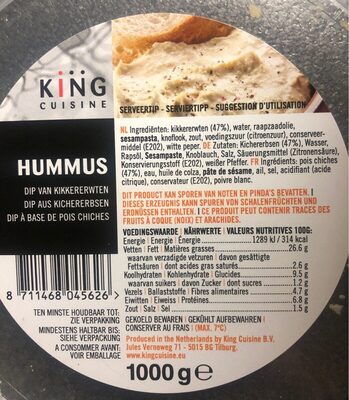 KING
CUISINE
SERVEERTIP - SERVIERTIPP - SUGGESTION D'UTILISATION
HUMMUS
DIP VAN KIKKERERWTEN
DIP AUS KICHERERBSEN
DIP À BASE DE POIS CHICHES
NL Ingrediënten: kikkererwten (47%), water, raapzaadolie,
sesampasta, knoflook, zout, voedingszuur (citroenzuur), conserveer-
middel (E202), witte peper. DE Zutaten: Kichererbsen (47%), Wasser,
Rapsöl, Sesampaste, Knoblauch, Salz, Säuerungsmittel (Zitronensäure),
Konservierungsstoff (E202), weißer Pfeffer. FR Ingrédients: pois chiches
(47%), eau, huile de colza, pâte de sésame, ail, sel, acidifiant (acide
citrique), conservateur (E202), poivre blanc.
DIT PRODUCT KAN SPOREN VAN NOTEN EN PINDA'S BEVATTEN. |
DIESES ERZEUGNIS KANN SPUREN VON SCHALENFRÜCHTEN UND
ERDNÜSSEN ENTHALTEN. | CE PRODUIT PEUT CONTENIR TRACES DES
FRUITS À COQUE (NOIX) ET ARACHIDES.
VOEDINGSWAARDE | NÄHRWERTE | VALEURS NUTRITIVES 100G:
Energie | Energie | Énergie 1289 kJ / 314 kcal
Vetten | Fett | Matières grasses 26.6 g
waarvan verzadigde vetzuren | davon gesättigte
Fettsäuren | dont acides gras saturés 2.6 g
Koolhydraten | Kohlenhydrate | Glucides 9.5 g
waarvan suikers | davon Zucker | dont sucres 1.2 g
Vezels | Ballaststoffe | Fibres alimentaires 4.7 g
Eiwitten | Eiweiss | Protéines 6.8 g
Zout | Salz | Sel 1.5 g
8 711468 045626 >
TEN MINSTE HOUDBAAR TOT:
ZIE VERPAKKING
MINDESTENS HALTBAR BIS:
SIEHE VERPACKUNG
A CONSOMMER AVANT:
VOIR EMBALLAGE
GEKOELD BEWAREN | GEKÜHLT AUFBEWAHREN |
CONSERVER AU FRAIS | (MAX. 7°C)
Produced in the Netherlands by King Cuisine B.V.
Jules Verneweg 71 - 5015 BG Tilburg.
www.kingcuisine.eu
1000 g e